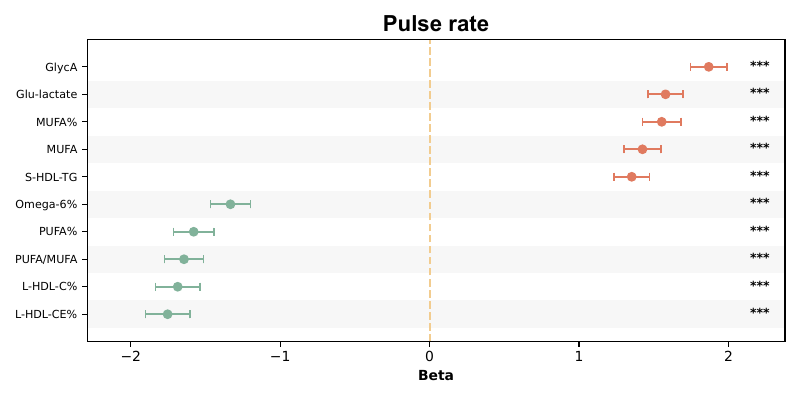 Pulse rate
GlycA ***
Glu-lactate ***
MUFA% ***
MUFA ***
S-HDL-TG ***
Omega-6% ***
PUFA% ***
PUFA/MUFA ***
L-HDL-C% ***
L-HDL-CE% ***
−2 −1 0 1 2
Beta